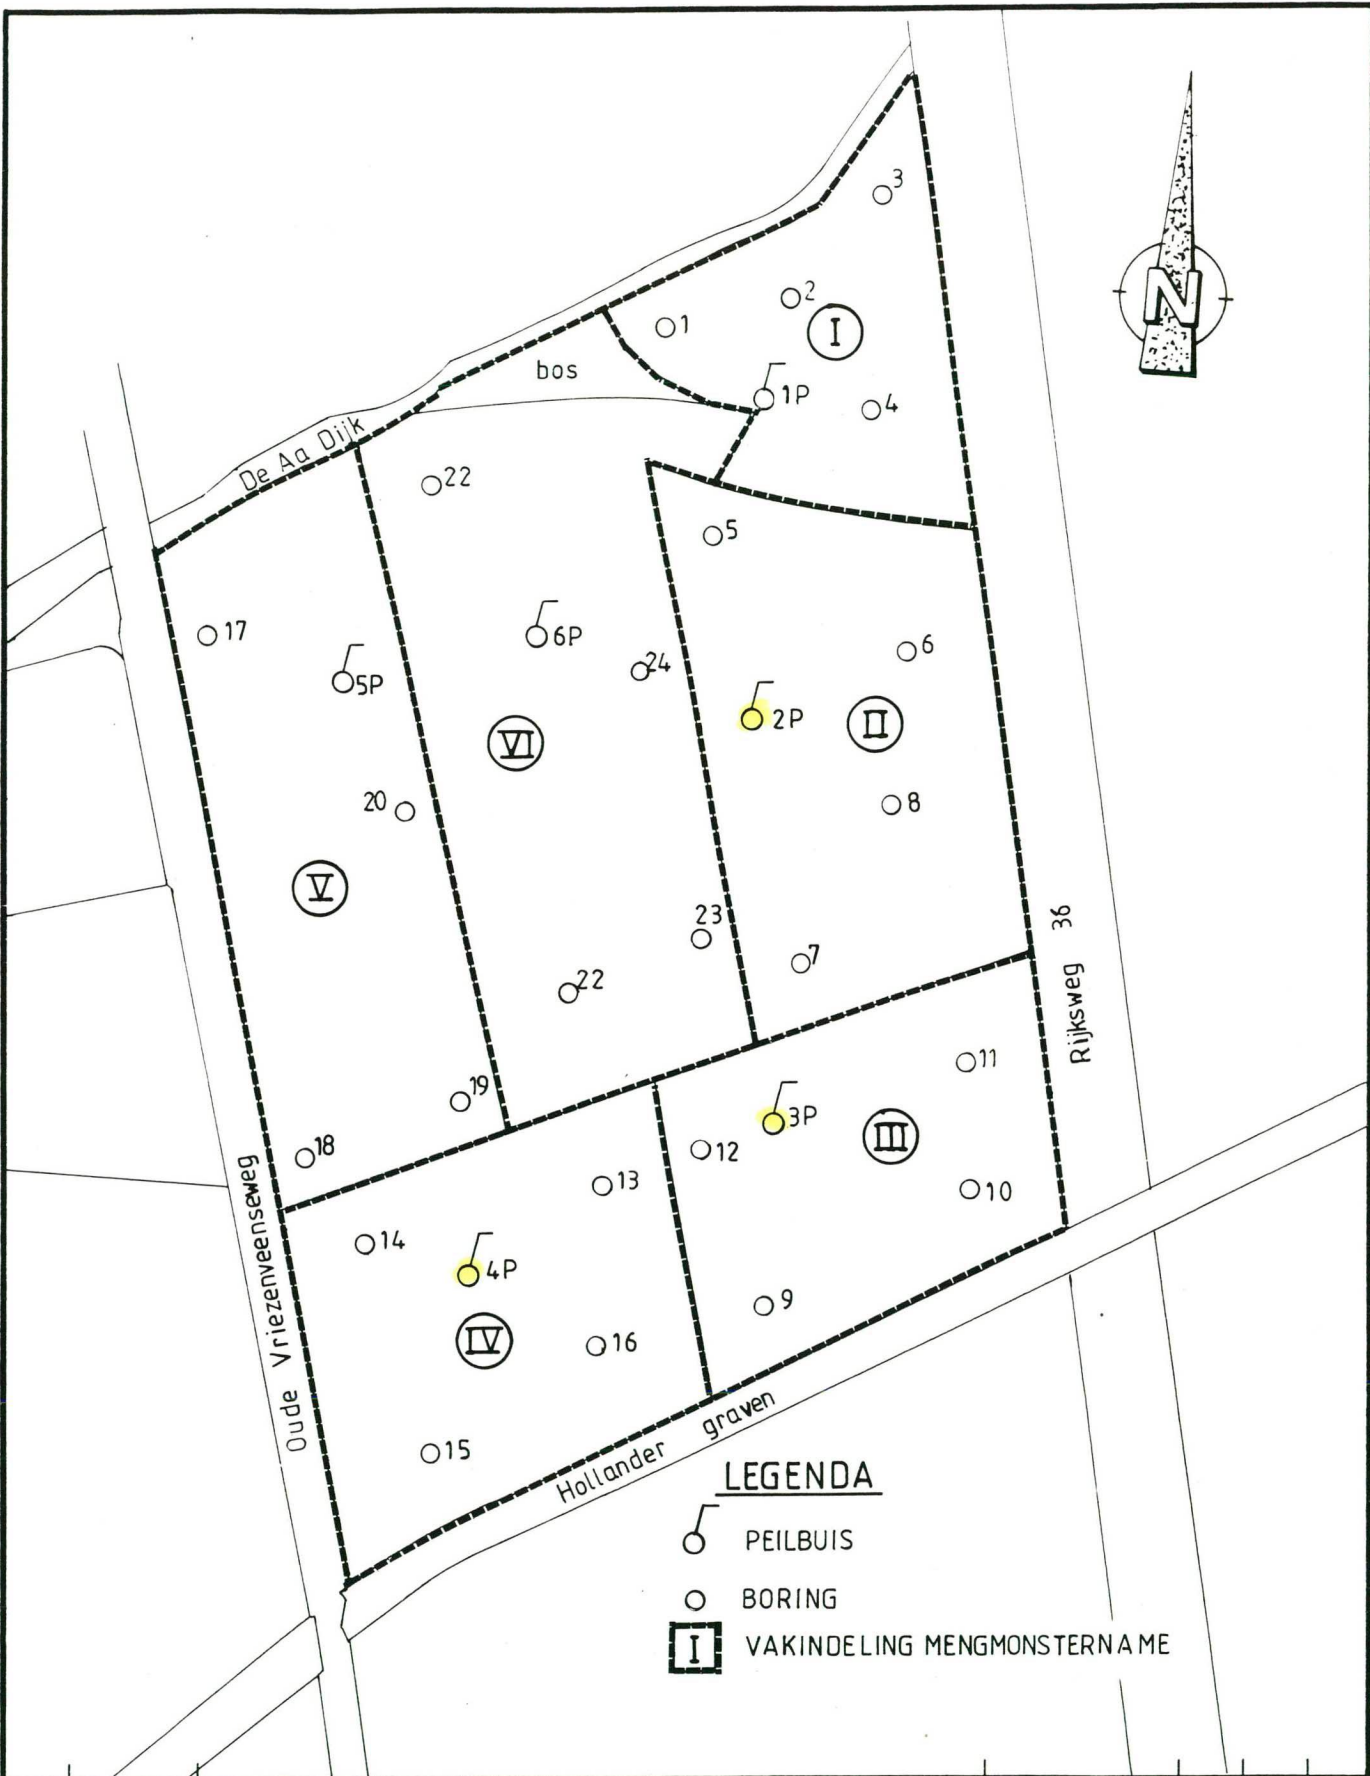 3
N
2
1
I
bos
1P
4
De Aa Dijk
22
5
17
6P
6
24
5P
2P
II
VI
20
8
V
23
36
7
22
Rijksweg
11
19
3P
III
18
12
13
10
Oude Vriezenveenseweg
14
4P
9
IV
16
15
Hollander graven
LEGENDA
PEILBUIS
BORING
I VAKINDELING MENGMONSTERNAME